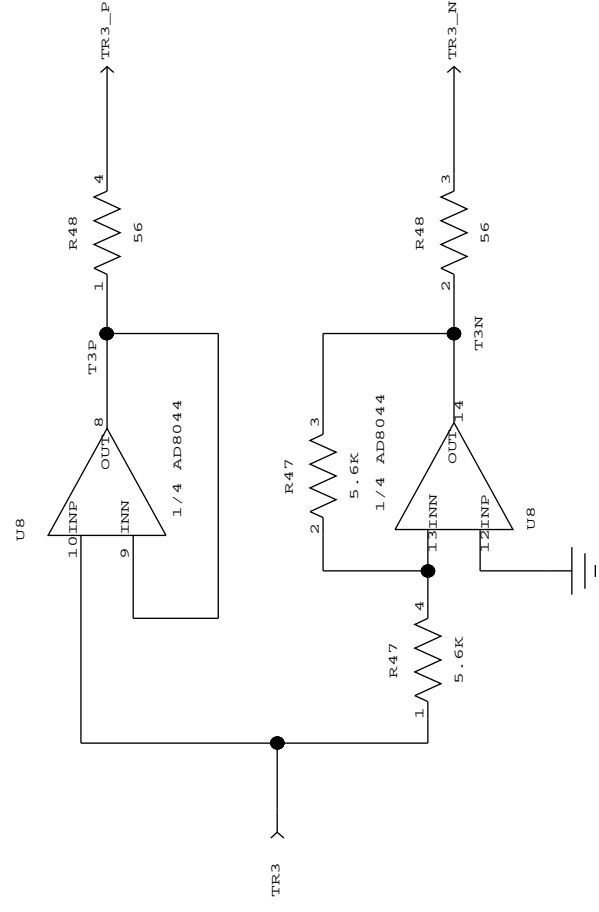 TR3_P
TR3_N
4
R48
56
1
3
R48
56
2
T3P
T3N
8
OUT
1/4 AD8044
U8
10
INP
INN
9
3
R47
5.6K
2
1/4 AD8044
14
OUT
13
INN
12
INP
U8
4
R47
5.6K
1
TR3